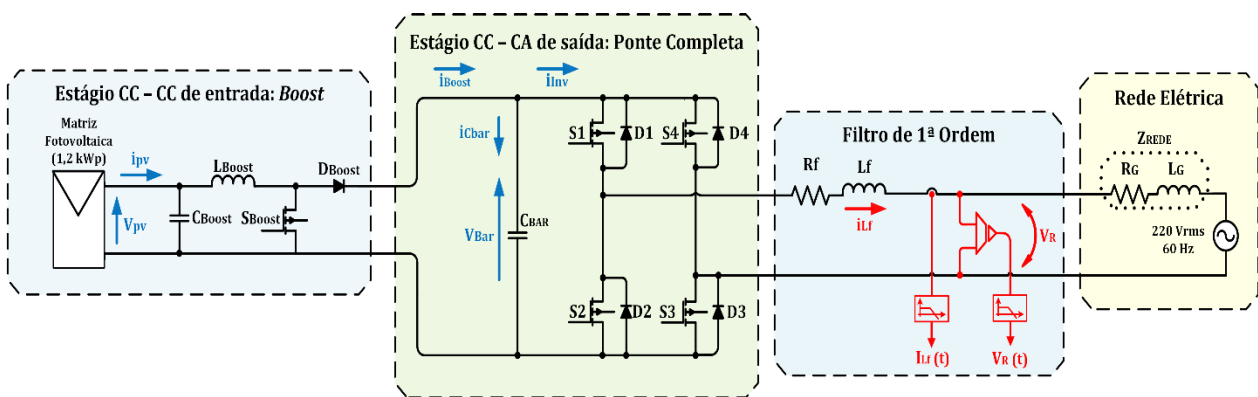 Estágio CC – CC de entrada: Boost
Matriz
Fotovoltaica
(1,2 kWp)
ipv
LBoost
DBoost
Vpv
CBoost
SBoost
Estágio CC – CA de saída: Ponte Completa
iBoost
iInv
iCbar
VBar
CBAR
S1
D1
S4
D4
S2
D2
S3
D3
Filtro de 1ª Ordem
Rf
Lf
iLf
VR
ILf (t)
VR (t)
Rede Elétrica
ZREDE
RG
LG
220 Vrms
60 Hz